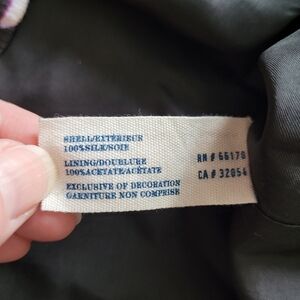 SHELL/EXTÉRIEUR
100%SILK/SOIE
LINING/DOUBLURE
100%ACETATE/ACÉTATE
EXCLUSIVE OF DECORATION
GARNITURE NON COMPRISE
RN # 66170
CA # 32054